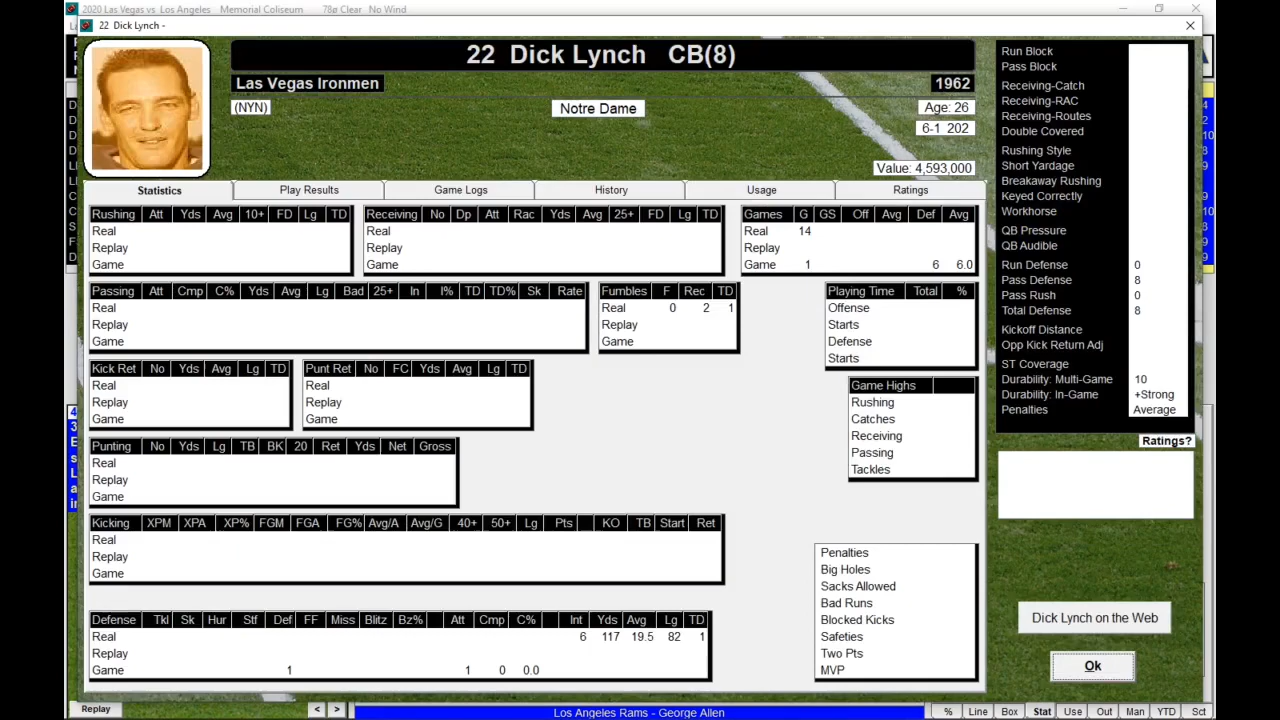 2020 Las Vegas vs Los Angeles Memorial Coliseum 78ø Clear No Wind
22 Dick Lynch -
22 Dick Lynch CB(8)
Las Vegas Ironmen 1962
(NYN) Notre Dame Age: 26
6-1 202
Value: 4,593,000
Statistics Play Results Game Logs History Usage Ratings
Rushing Att Yds Avg 10+ FD Lg TD
Real
Replay
Game
Receiving No Dp Att Rac Yds Avg 25+ FD Lg TD
Real
Replay
Game
Games G GS Off Avg Def Avg
Real 14
Replay
Game 1 6 6.0
Passing Att Cmp C% Yds Avg Lg Bad 25+ In I% TD TD% Sk Rate
Real
Replay
Game
Fumbles F Rec TD
Real 0 2 1
Replay
Game
Playing Time Total %
Offense
Starts
Defense
Starts
Kick Ret No Yds Avg Lg TD
Real
Replay
Game
Punt Ret No FC Yds Avg Lg TD
Real
Replay
Game
Game Highs
Rushing
Catches
Receiving
Passing
Tackles
Punting No Yds Lg TB BK 20 Ret Yds Net Gross
Real
Replay
Game
Kicking XPM XPA XP% FGM FGA FG% Avg/A Avg/G 40+ 50+ Lg Pts KO TB Start Ret
Real
Replay
Game
Penalties
Big Holes
Sacks Allowed
Bad Runs
Blocked Kicks
Safeties
Two Pts
MVP
Defense Tkl Sk Hur Stf Def FF Miss Blitz Bz% Att Cmp C% Int Yds Avg Lg TD
Real 6 117 19.5 82 1
Replay
Game 1 1 0 0.0
Run Block
Pass Block
Receiving-Catch
Receiving-RAC
Receiving-Routes
Double Covered
Rushing Style
Short Yardage
Breakaway Rushing
Keyed Correctly
Workhorse
QB Pressure
QB Audible
Run Defense 0
Pass Defense 8
Pass Rush 0
Total Defense 8
Kickoff Distance
Opp Kick Return Adj
ST Coverage
Durability: Multi-Game 10
Durability: In-Game +Strong
Penalties Average
Ratings?
Dick Lynch on the Web
Ok
Replay < > Los Angeles Rams - George Allen % Line Box Stat Use Out Man YTD Sct